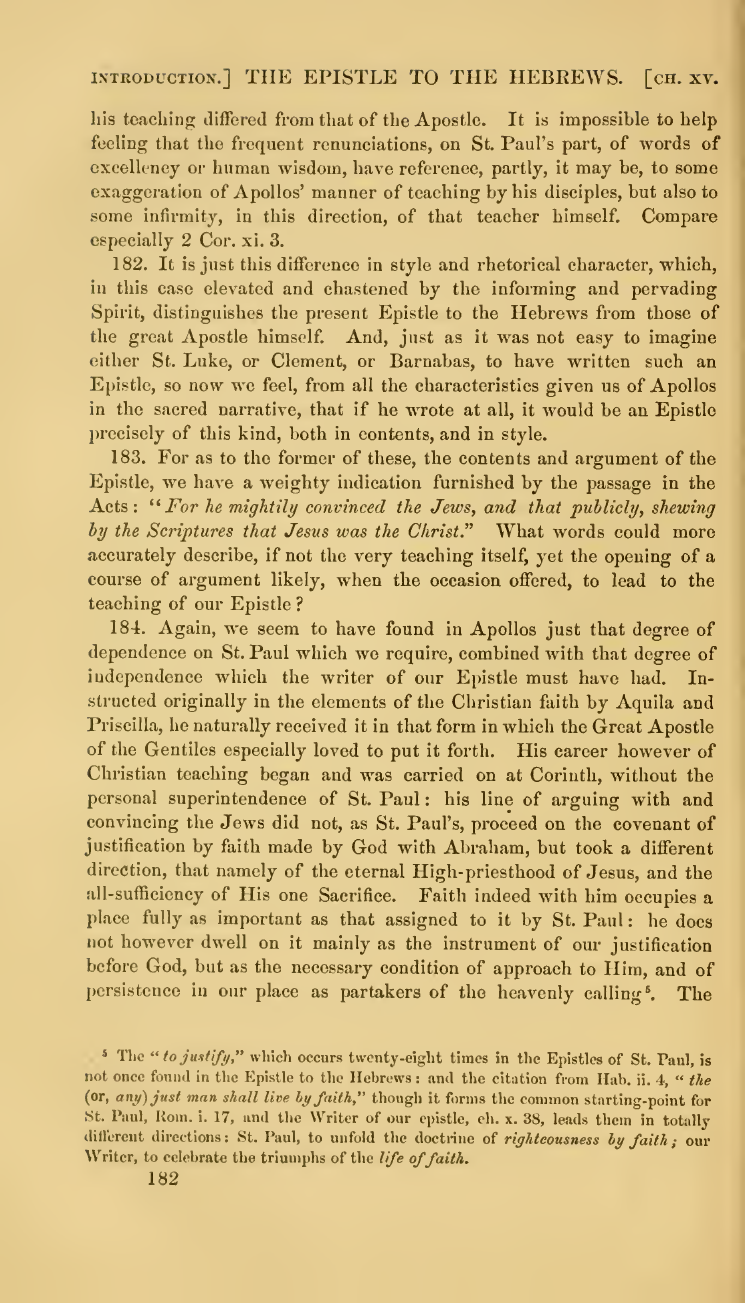 INTRODUCTION.] THE EPISTLE TO THE HEBREWS. [CH. XV.
his teaching differed from that of the Apostle. It is impossible to help
feeling that the frequent renunciations, on St. Paul's part, of words of
excellency or human wisdom, have reference, partly, it may be, to some
exaggeration of Apollos' manner of teaching by his disciples, but also to
some infirmity, in this direction, of that teacher himself. Compare
especially 2 Cor. xi. 3.
182. It is just this difference in style and rhetorical character, which,
in this case elevated and chastened by the informing and pervading
Spirit, distinguishes the present Epistle to the Hebrews from those of
the great Apostle himself. And, just as it was not easy to imagine
either St. Luke, or Clement, or Barnabas, to have written such an
Epistle, so now we feel, from all the characteristics given us of Apollos
in the sacred narrative, that if he wrote at all, it would be an Epistle
precisely of this kind, both in contents, and in style.
183. For as to the former of these, the contents and argument of the
Epistle, we have a weighty indication furnished by the passage in the
Acts : “For he mightily convinced the Jews, and that publicly, shewing
by the Scriptures that Jesus was the Christ.” What words could more
accurately describe, if not the very teaching itself, yet the opening of a
course of argument likely, when the occasion offered, to lead to the
teaching of our Epistle ?
184. Again, we seem to have found in Apollos just that degree of
dependence on St. Paul which we require, combined with that degree of
independence which the writer of our Epistle must have had. In-
structed originally in the elements of the Christian faith by Aquila and
Priscilla, he naturally received it in that form in which the Great Apostle
of the Gentiles especially loved to put it forth. His career however of
Christian teaching began and was carried on at Corinth, without the
personal superintendence of St. Paul : his line of arguing with and
convincing the Jews did not, as St. Paul's, proceed on the covenant of
justification by faith made by God with Abraham, but took a different
direction, that namely of the eternal High-priesthood of Jesus, and the
all-sufficiency of His one Sacrifice. Faith indeed with him occupies a
place fully as important as that assigned to it by St. Paul : he does
not however dwell on it mainly as the instrument of our justification
before God, but as the necessary condition of approach to Him, and of
persistence in our place as partakers of the heavenly calling ⁵. The
⁵ The “to justify,” which occurs twenty-eight times in the Epistles of St. Paul, is
not once found in the Epistle to the Hebrews : and the citation from Hab. ii. 4, “the
(or, any) just man shall live by faith,” though it forms the common starting-point for
St. Paul, Rom. i. 17, and the Writer of our epistle, ch. x. 38, leads them in totally
different directions : St. Paul, to unfold the doctrine of righteousness by faith ; our
Writer, to celebrate the triumphs of the life of faith.
182